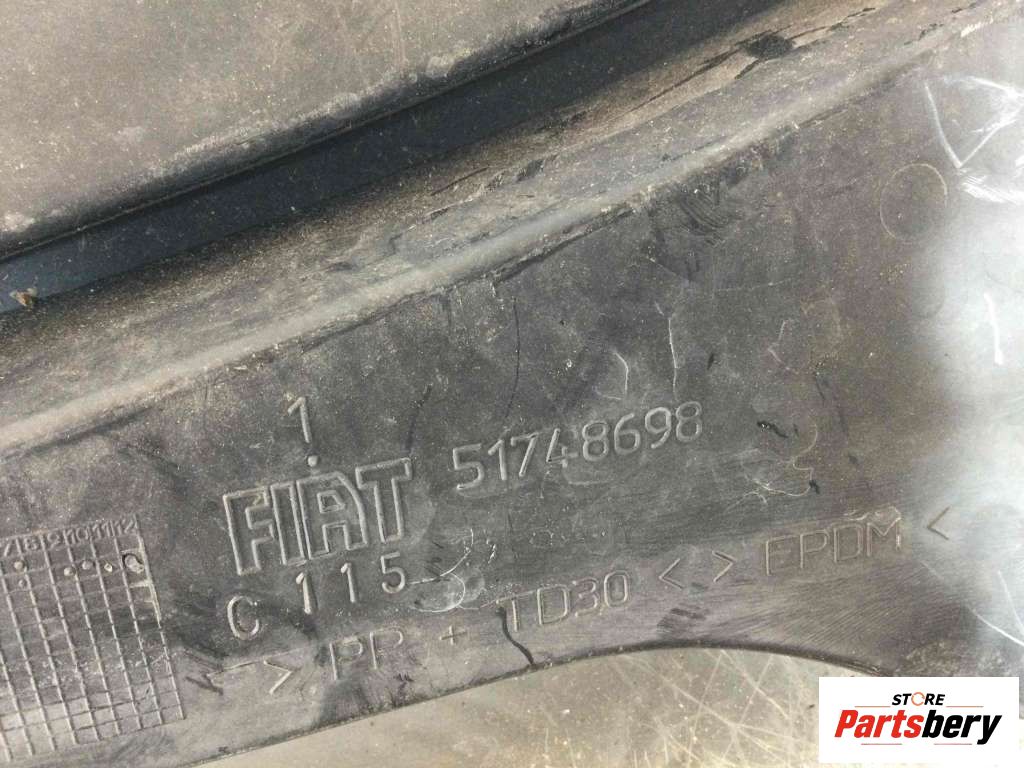 1.
FIAT 51748698
C 115
> PP + TD30 < > EPDM <
STORE
Partsbery